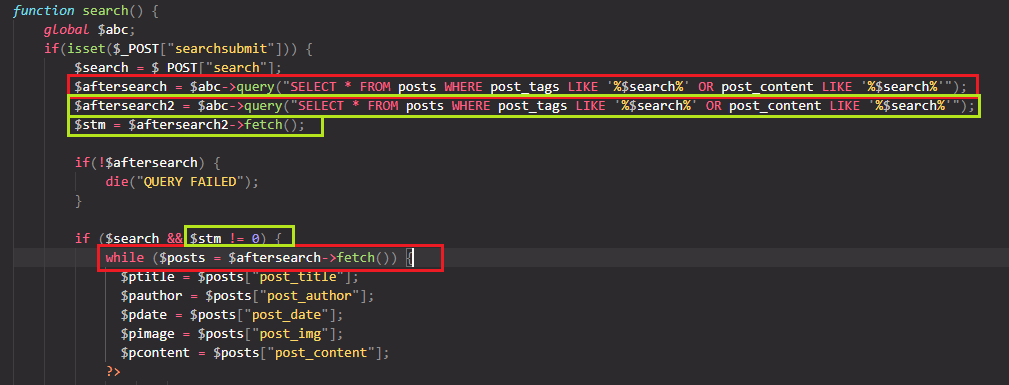 function search() {
global $abc;
if(isset($_POST["searchsubmit"])) {
$search = $_POST["search"];
$aftersearch = $abc->query("SELECT * FROM posts WHERE post_tags LIKE '%$search%' OR post_content LIKE '%$search%'");
$aftersearch2 = $abc->query("SELECT * FROM posts WHERE post_tags LIKE '%$search%' OR post_content LIKE '%$search%'");
$stm = $aftersearch2->fetch();
if(!$aftersearch) {
die("QUERY FAILED");
}
if ($search && $stm != 0) {
while ($posts = $aftersearch->fetch()) {
$ptitle = $posts["post_title"];
$pauthor = $posts["post_author"];
$pdate = $posts["post_date"];
$pimage = $posts["post_img"];
$pcontent = $posts["post_content"];
?>